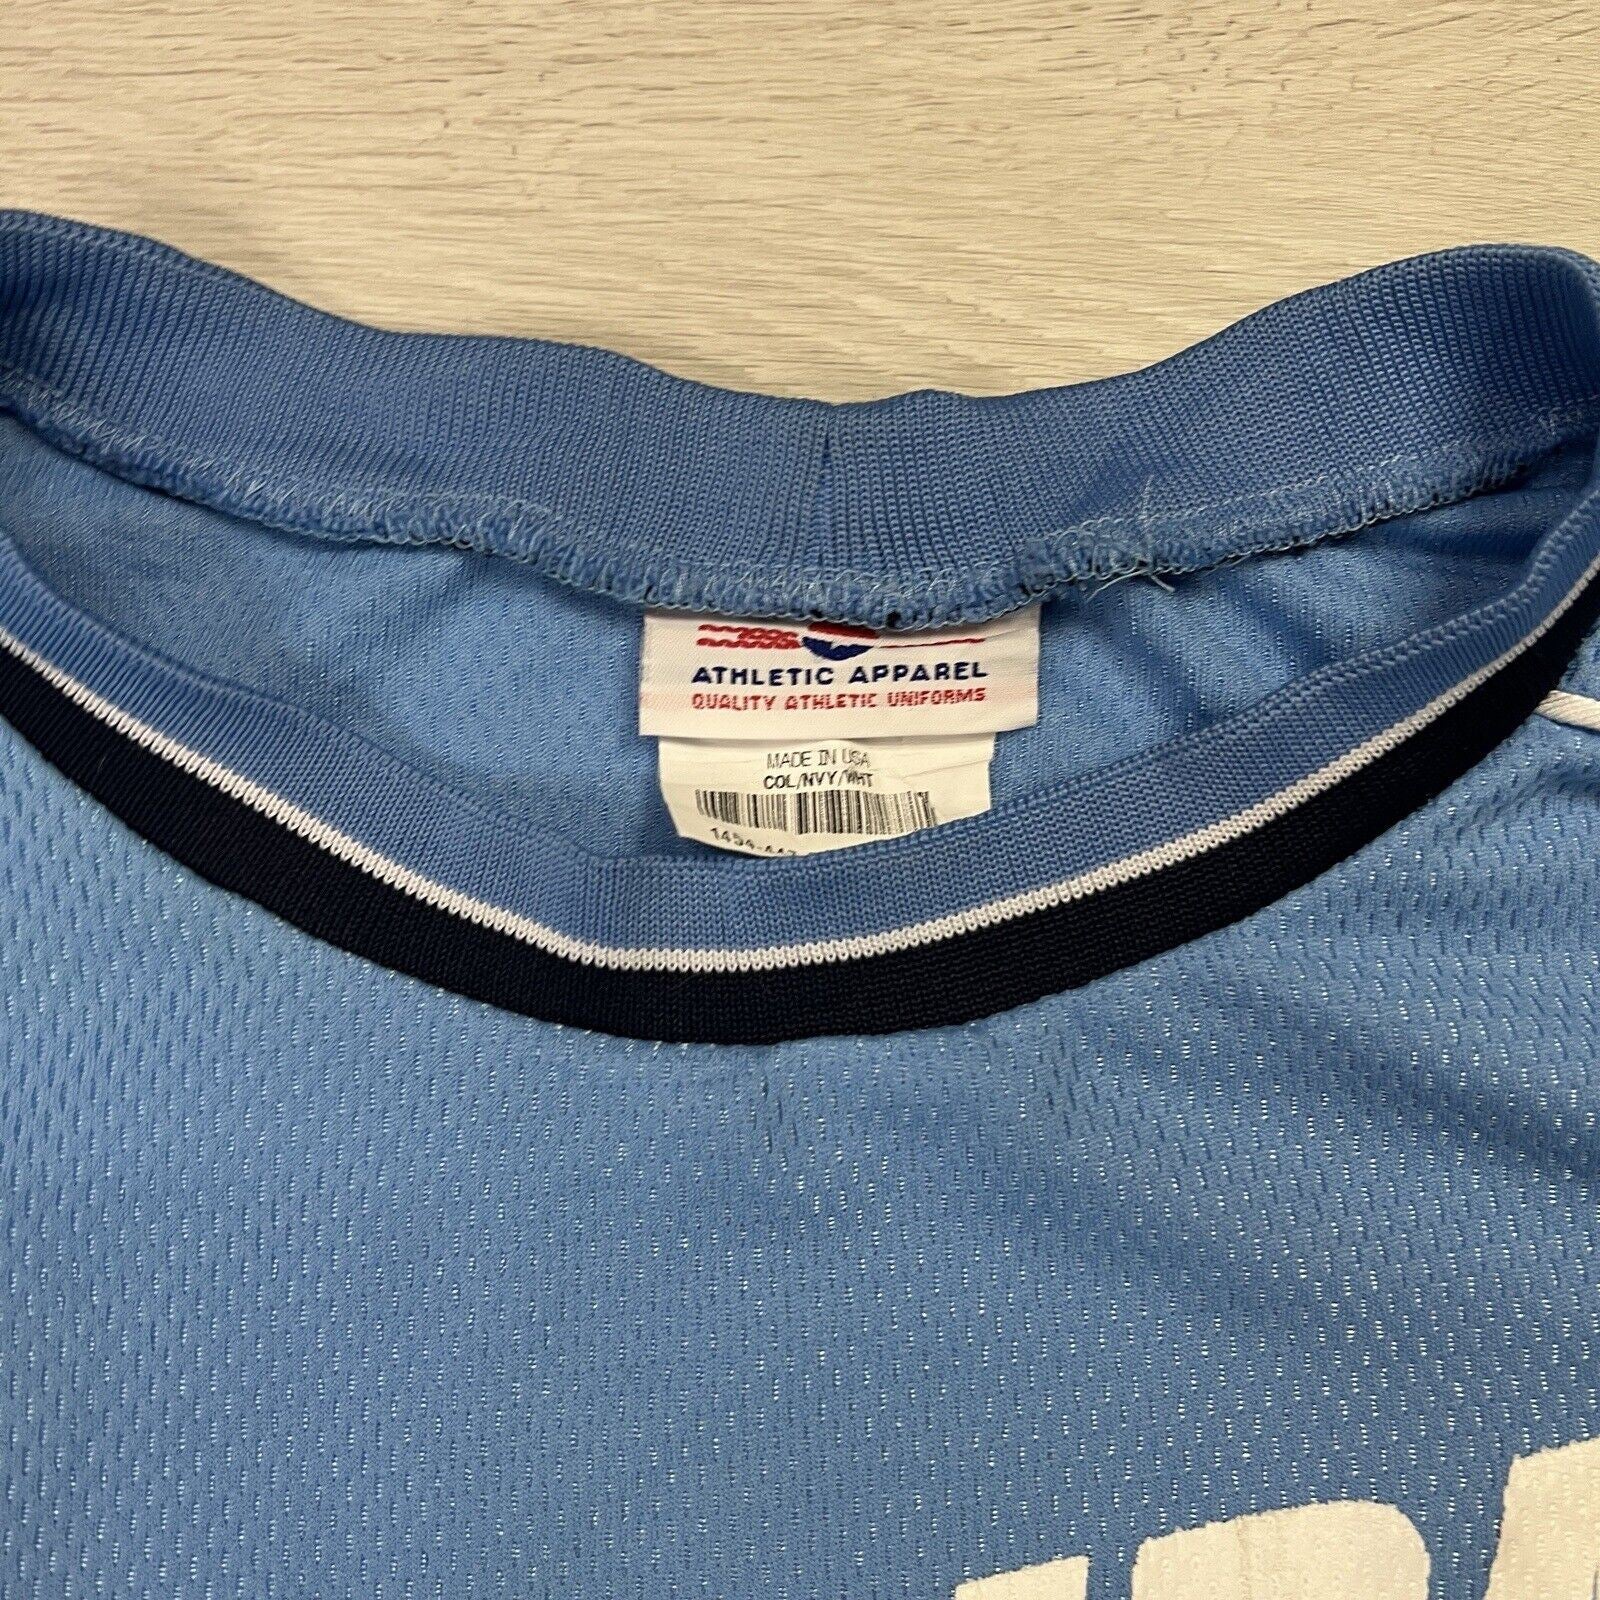 ATHLETIC APPAREL
QUALITY ATHLETIC UNIFORMS
MADE IN USA
COL/NVY/WHT